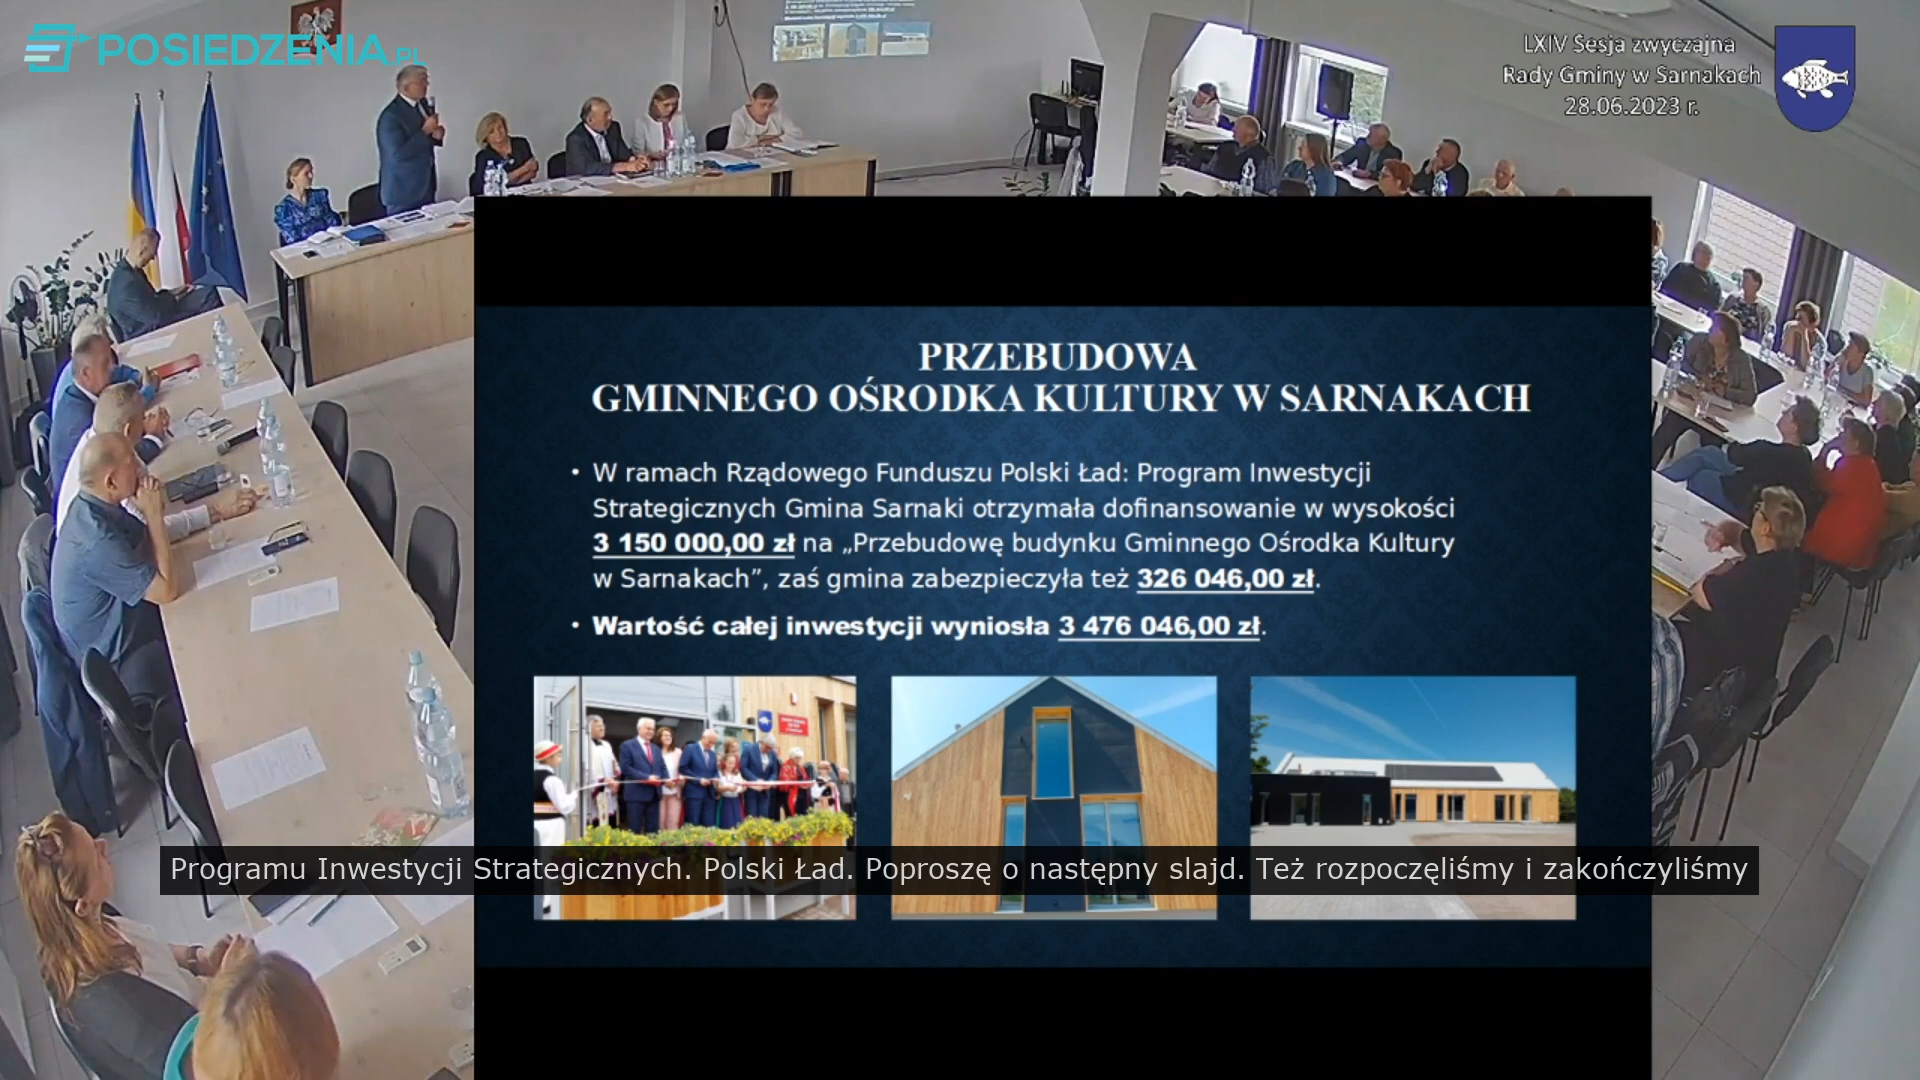 POSIEDZENIA.PL
LXIV Sesja zwyczajna
Rady Gminy w Sarnakach
28.06.2023 r.
PRZEBUDOWA
GMINNEGO OŚRODKA KULTURY W SARNAKACH
• W ramach Rządowego Funduszu Polski Ład: Program Inwestycji
Strategicznych Gmina Sarnaki otrzymała dofinansowanie w wysokości
3 150 000,00 zł na „Przebudowę budynku Gminnego Ośrodka Kultury
w Sarnakach”, zaś gmina zabezpieczyła też 326 046,00 zł.
• Wartość całej inwestycji wyniosła 3 476 046,00 zł.
Programu Inwestycji Strategicznych. Polski Ład. Poproszę o następny slajd. Też rozpoczęliśmy i zakończyliśmy